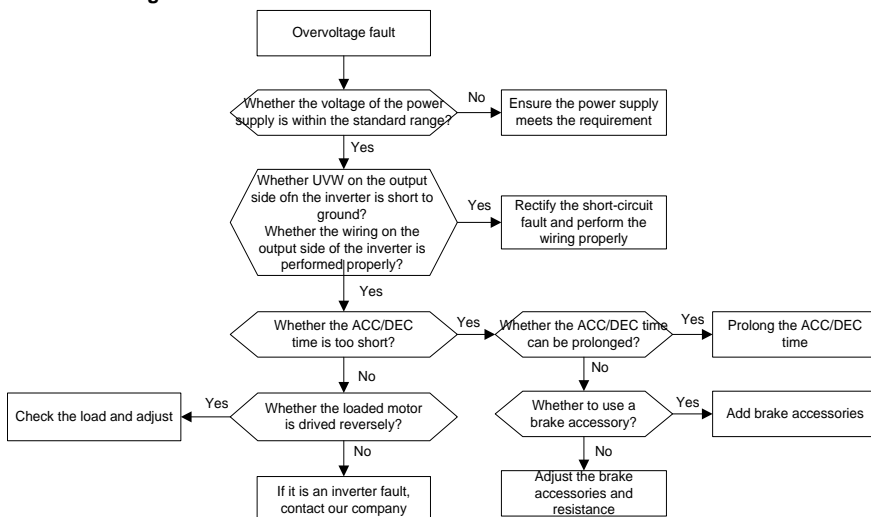 Overvoltage fault
Whether the voltage of the power
supply is within the standard range?
No
Ensure the power supply
meets the requirement
Yes
Whether UVW on the output
side ofn the inverter is short to
ground?
Whether the wiring on the
output side of the inverter is
performed properly?
Yes
Rectify the short-circuit
fault and perform the
wiring properly
Yes
Whether the ACC/DEC
time is too short?
Yes
Whether the ACC/DEC time
can be prolonged?
Yes
Prolong the ACC/DEC
time
No
No
Check the load and adjust
Yes
Whether the loaded motor
is drived reversely?
Whether to use a
brake accessory?
Yes
Add brake accessories
No
No
If it is an inverter fault,
contact our company
Adjust the brake
accessories and
resistance